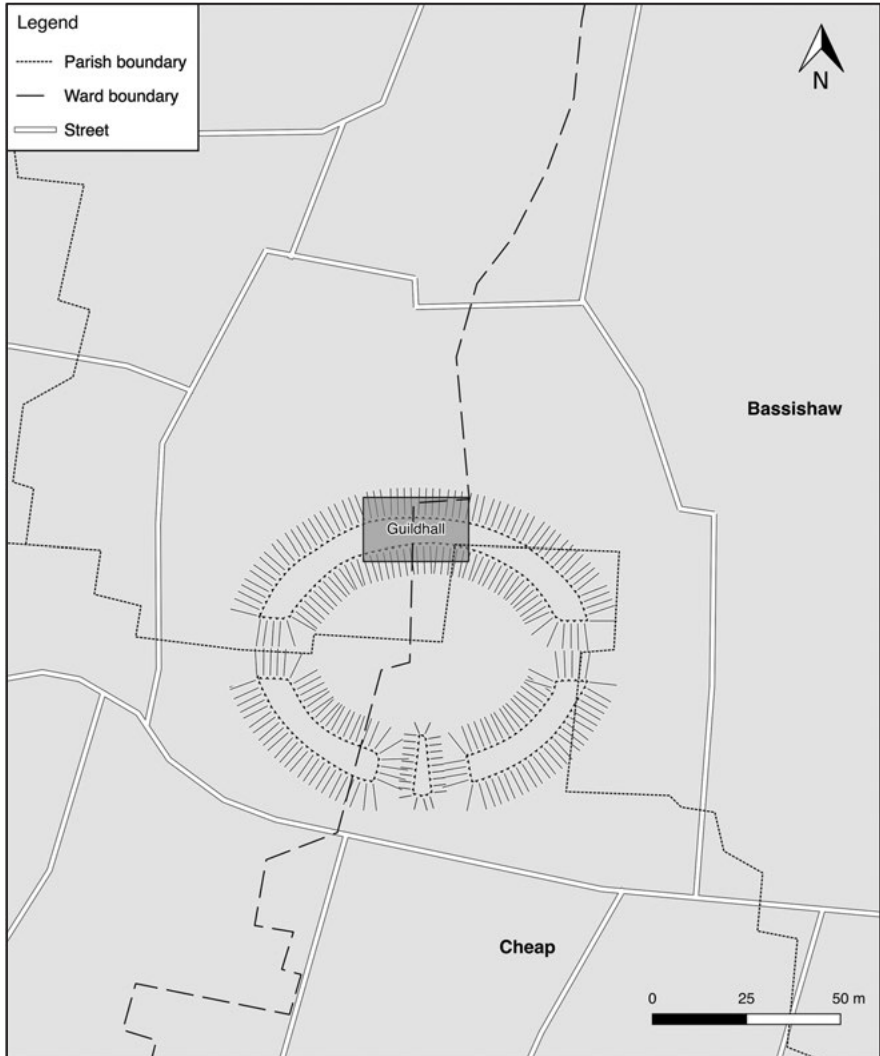 Legend
Parish boundary
Ward boundary
Street
N
Bassishaw
Guildhall
Cheap
0 25 50 m